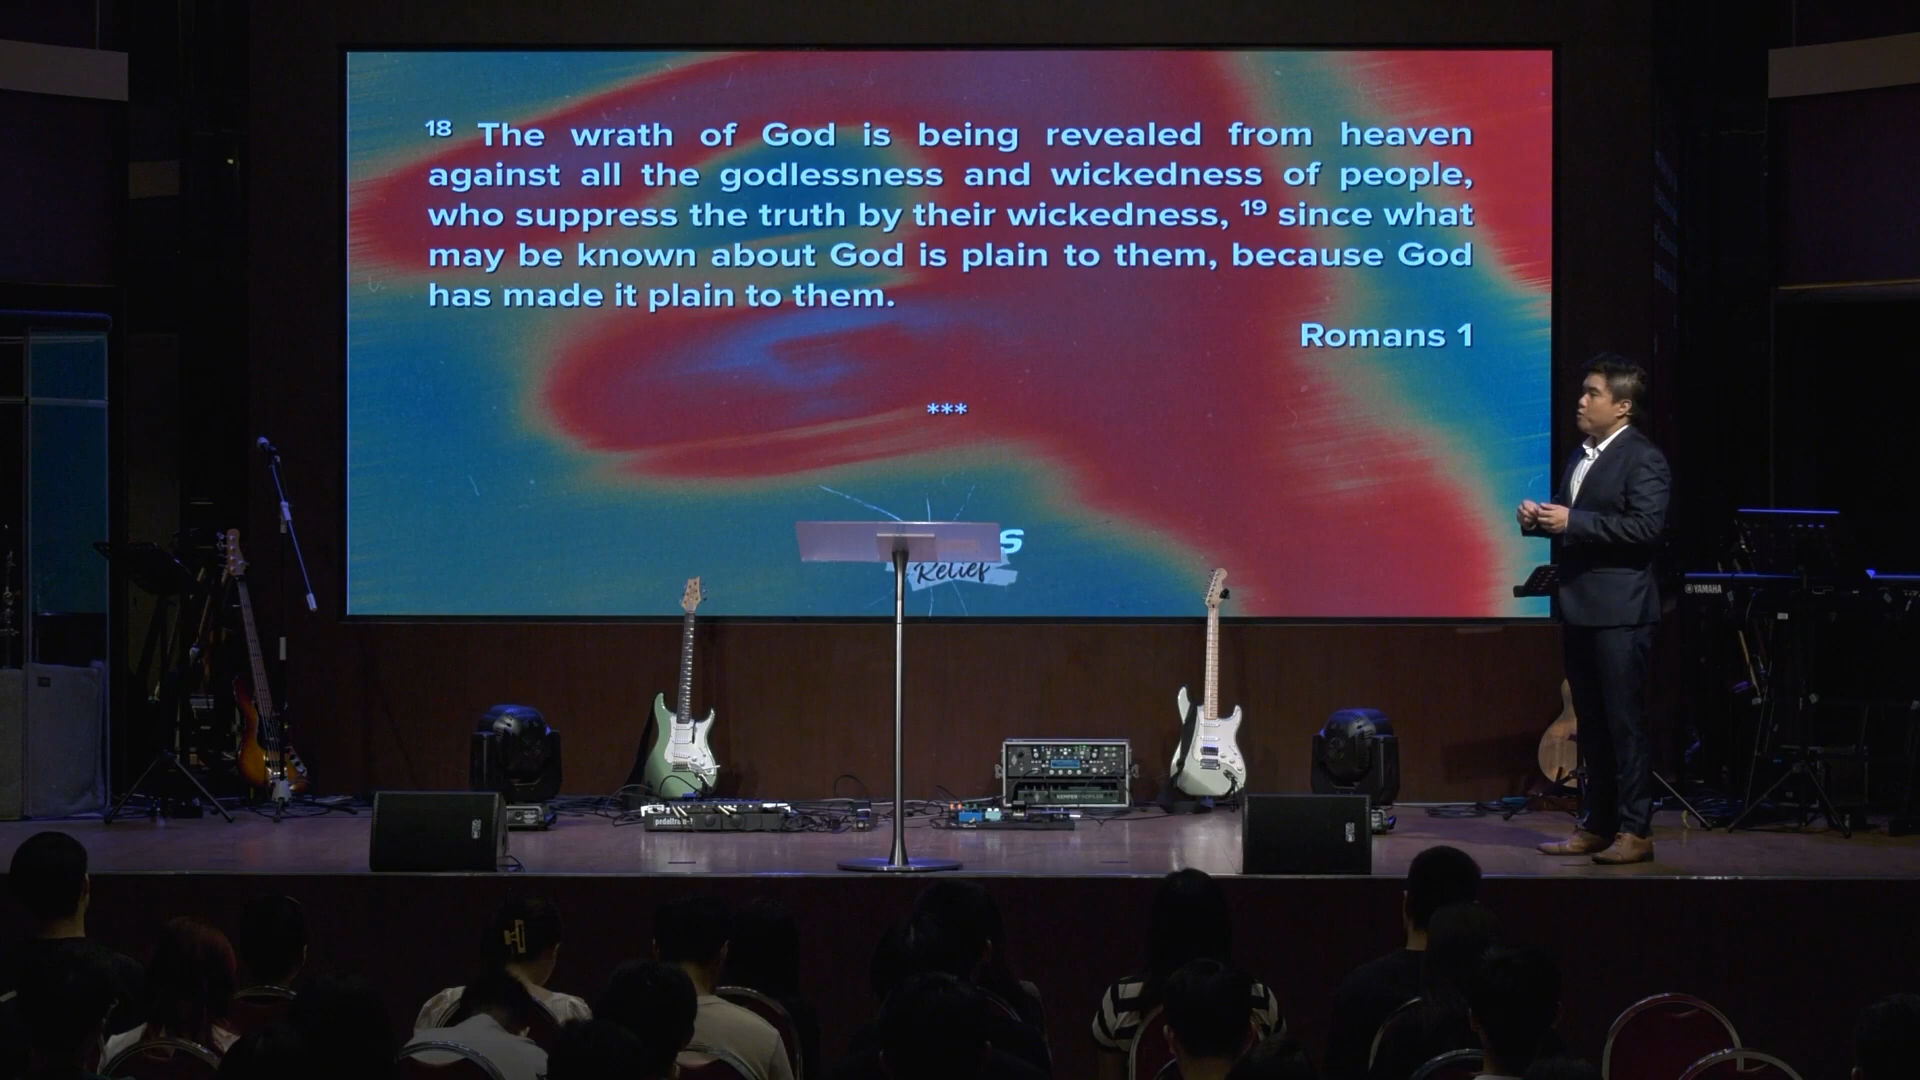 18 The wrath of God is being revealed from heaven
against all the godlessness and wickedness of people,
who suppress the truth by their wickedness, 19 since what
may be known about God is plain to them, because God
has made it plain to them.
Romans 1
***
Relief
YAMAHA